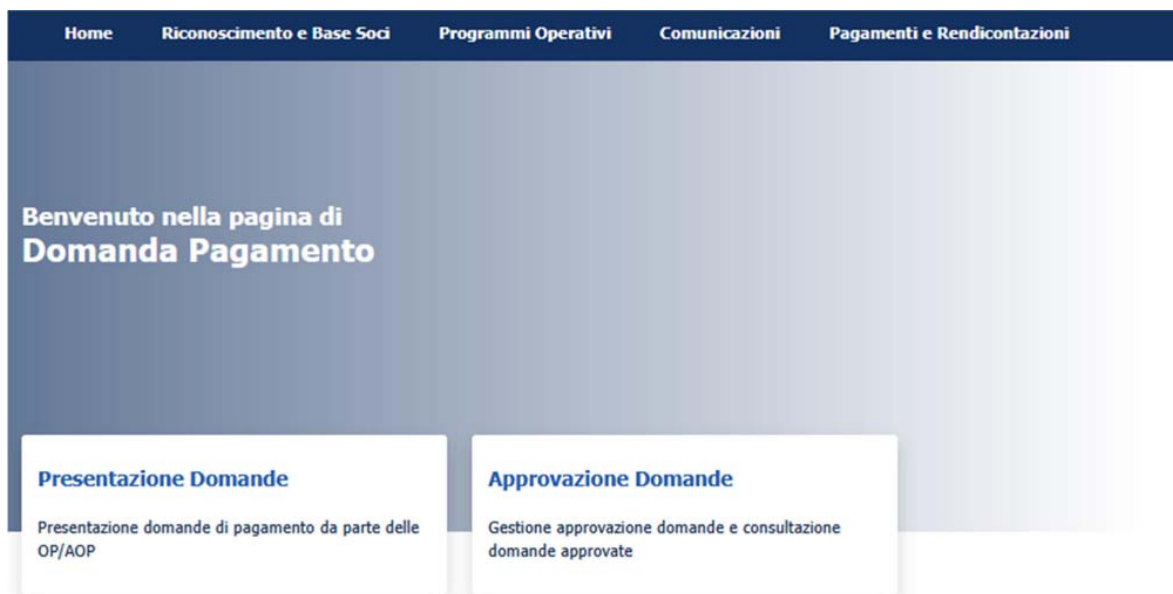 Home Riconoscimento e Base Soci Programmi Operativi Comunicazioni Pagamenti e Rendicontazioni
Benvenuto nella pagina di
Domanda Pagamento
Presentazione Domande
Presentazione domande di pagamento da parte delle
OP/AOP
Approvazione Domande
Gestione approvazione domande e consultazione
domande approvate